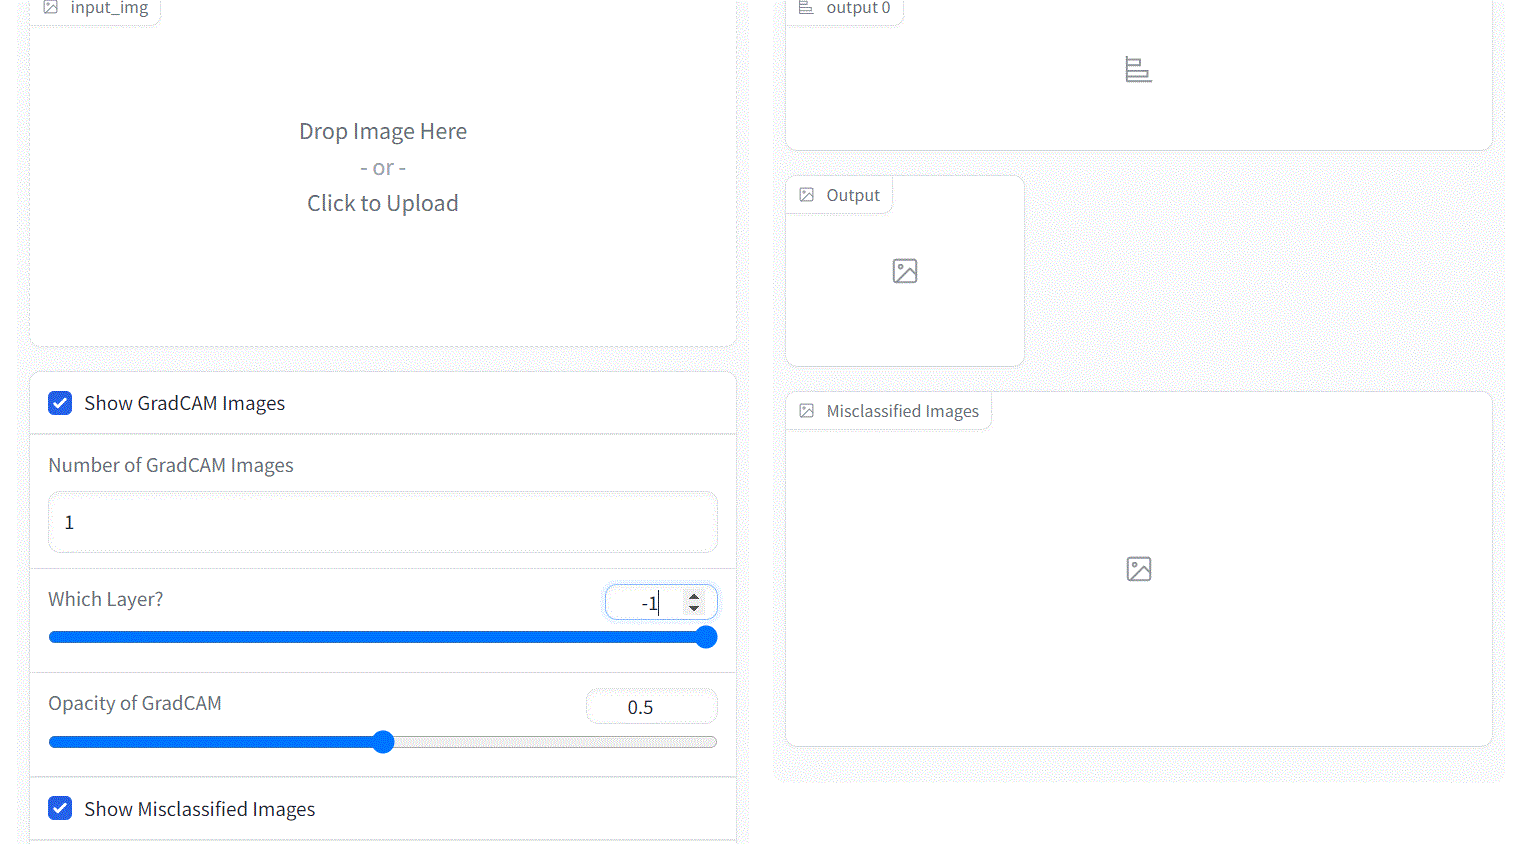 input_img
Drop Image Here
- or -
Click to Upload
Show GradCAM Images
Number of GradCAM Images
1
Which Layer?
-1
Opacity of GradCAM
0.5
Show Misclassified Images
output 0
Output
Misclassified Images